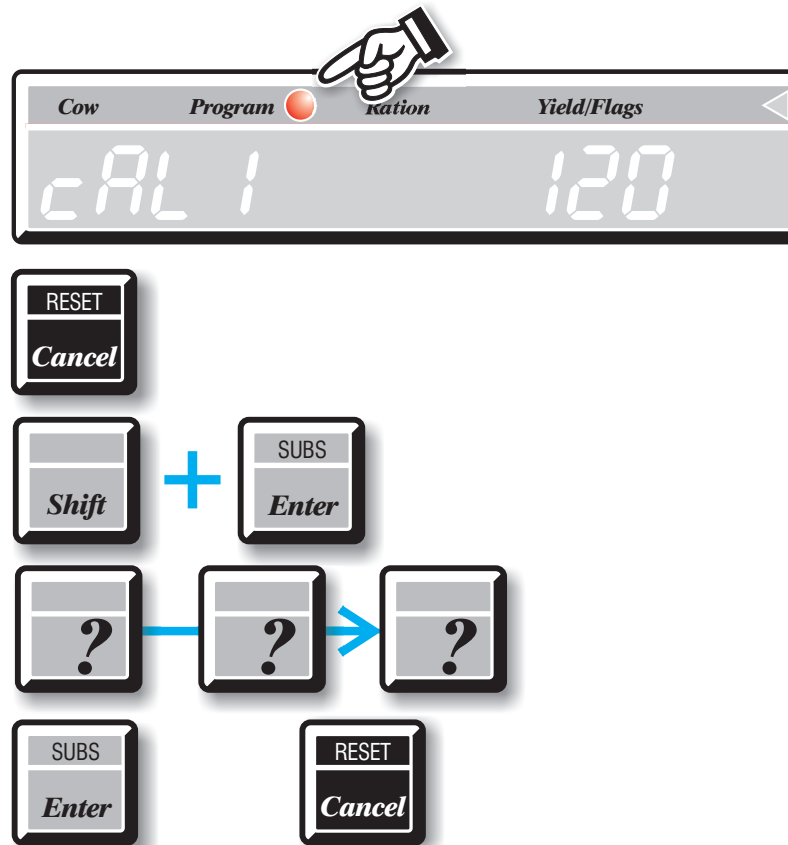 Cow Program Ration Yield/Flags
cAL 1 120
RESET
Cancel
Shift + SUBS Enter
? ? ?
SUBS
Enter
RESET
Cancel